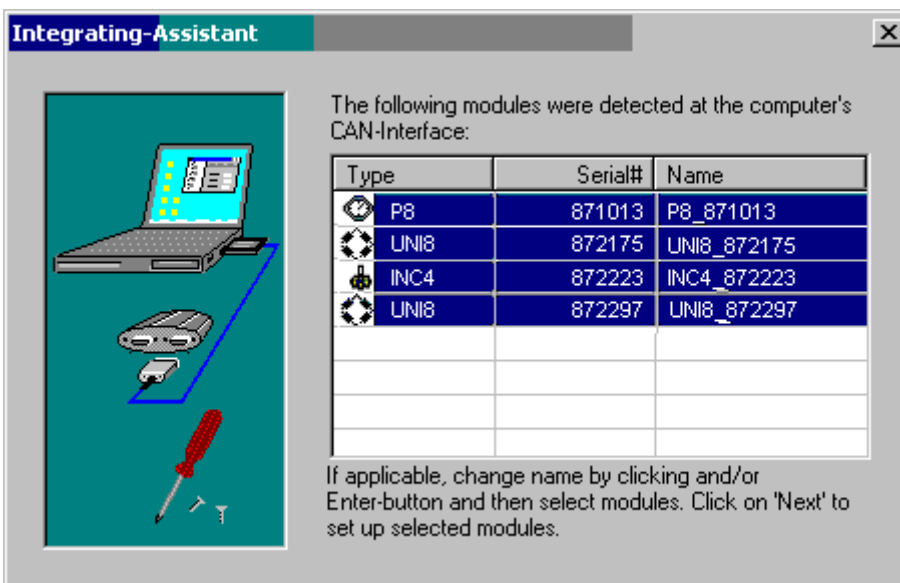 Integrating-Assistant
The following modules were detected at the computer's
CAN-Interface:
Type Serial# Name
P8 871013 P8_871013
UNI8 872175 UNI8_872175
INC4 872223 INC4_872223
UNI8 872297 UNI8_872297
If applicable, change name by clicking and/or
Enter-button and then select modules. Click on 'Next' to
set up selected modules.